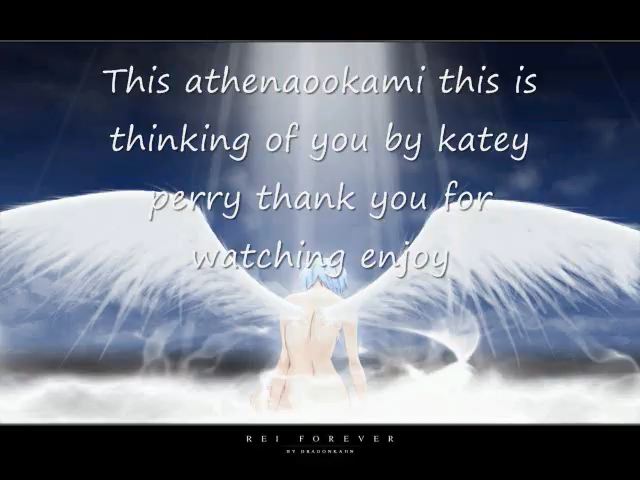 This athenaookami this is
thinking of you by katey
perry thank you for
watching enjoy
REI FOREVER
BY DRAGONKAHN